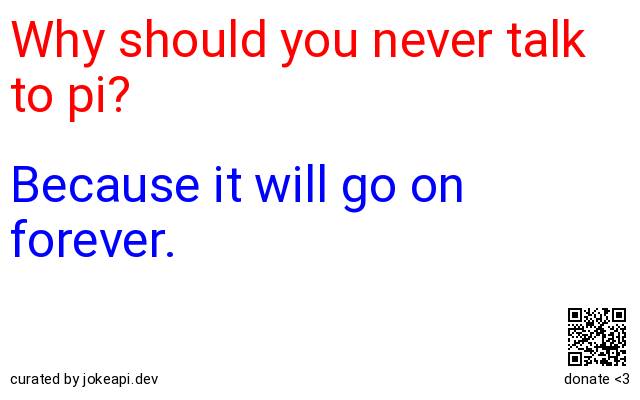 Why should you never talk
to pi?
Because it will go on
forever.
curated by jokeapi.dev
donate <3